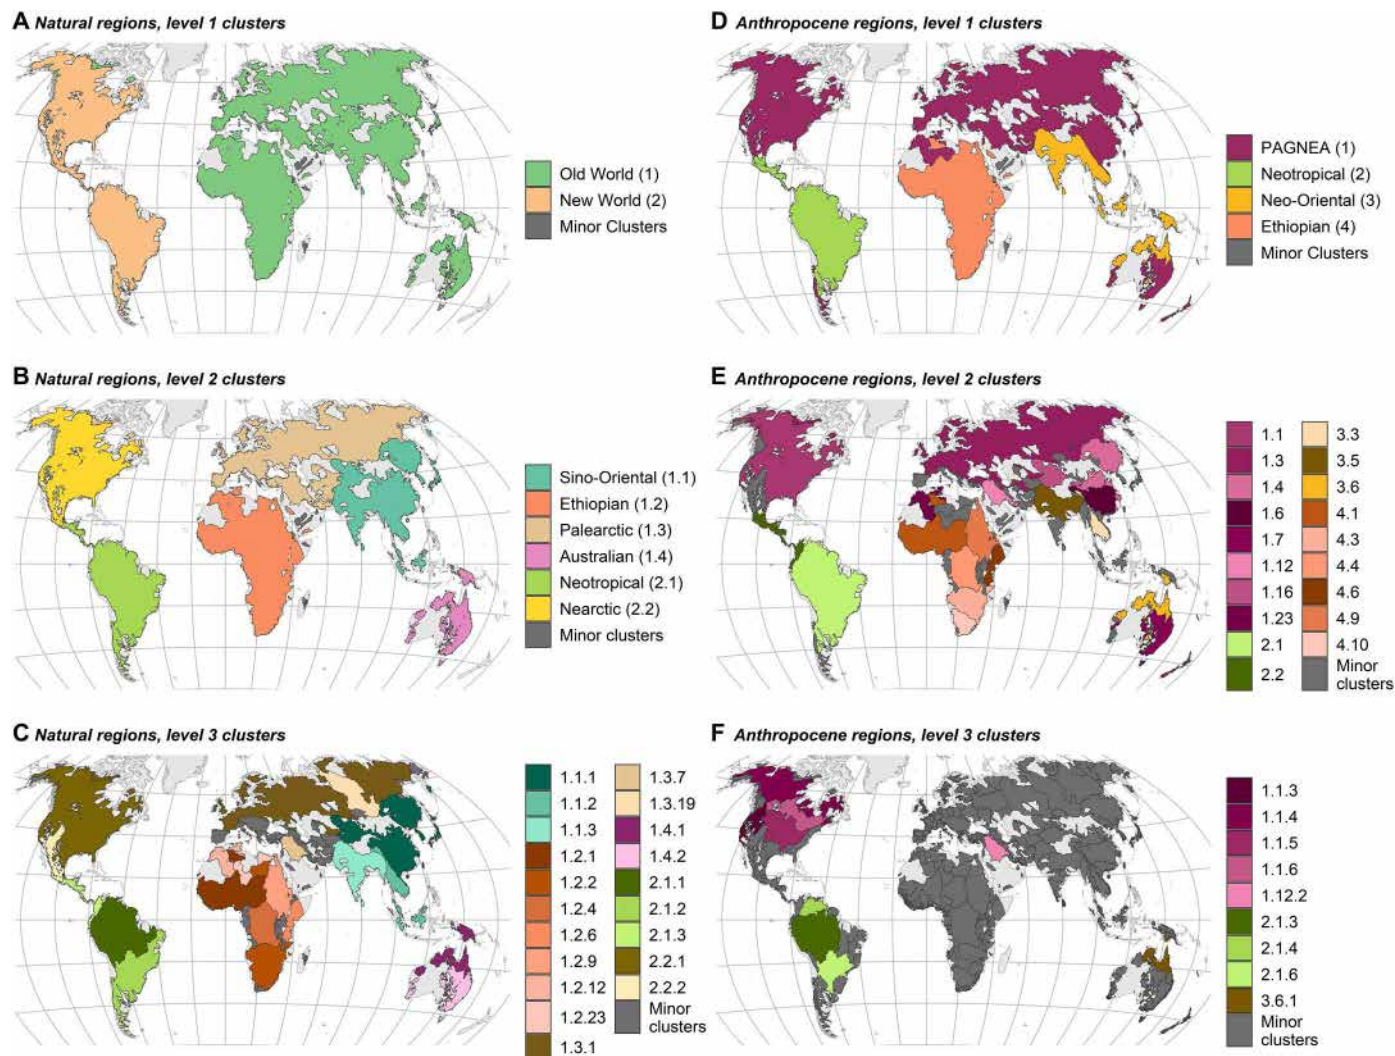 A Natural regions, level 1 clusters
Old World (1)
New World (2)
Minor Clusters
B Natural regions, level 2 clusters
Sino-Oriental (1.1)
Ethiopian (1.2)
Palearctic (1.3)
Australian (1.4)
Neotropical (2.1)
Nearctic (2.2)
Minor clusters
C Natural regions, level 3 clusters
1.1.1
1.1.2
1.1.3
1.2.1
1.2.2
1.2.4
1.2.6
1.2.9
1.2.12
1.2.23
1.3.1
1.3.7
1.3.19
1.4.1
1.4.2
2.1.1
2.1.2
2.1.3
2.2.1
2.2.2
Minor
clusters
D Anthropocene regions, level 1 clusters
PAGNEA (1)
Neotropical (2)
Neo-Oriental (3)
Ethiopian (4)
Minor Clusters
E Anthropocene regions, level 2 clusters
1.1
1.3
1.4
1.6
1.7
1.12
1.16
1.23
2.1
2.2
3.3
3.5
3.6
4.1
4.3
4.4
4.6
4.9
4.10
Minor
clusters
F Anthropocene regions, level 3 clusters
1.1.3
1.1.4
1.1.5
1.1.6
1.12.2
2.1.3
2.1.4
2.1.6
3.6.1
Minor
clusters